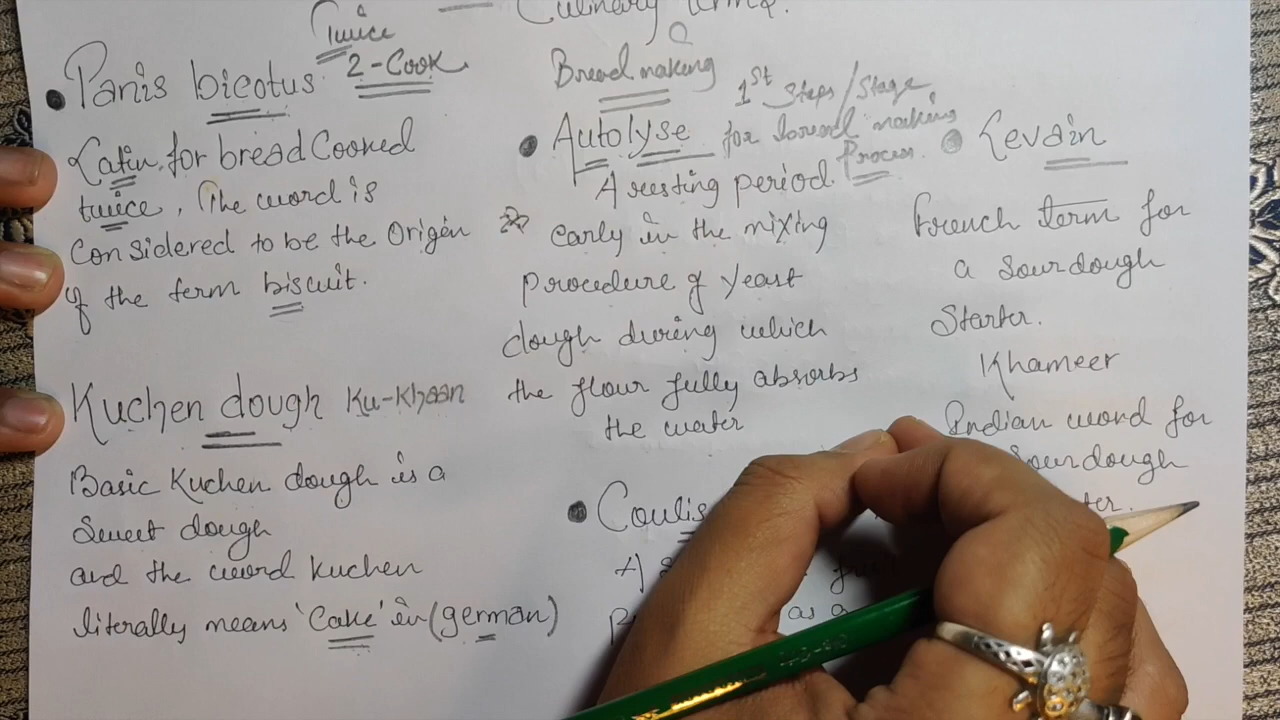 Culinary Terms.
Twice
2-Cook
Panis bicotus
Latin for bread Cooked
twice, The word is
Considered to be the Origin
of the term biscuit.
Kuchen dough Ku-Khaan
Basic Kuchen dough is a
Sweet dough
and the word Kuchen
literally means 'Cake' in (german)
Bread making
1st Steps/Stage
Autolyse for bread making
Process.
A resting period
early in the mixing
procedure of yeast
dough during which
the flour fully absorbs
the water
Coulis
A
as a
Levain
French term for
a Sourdough
Starter.
Khameer
Indian word for
Sourdough